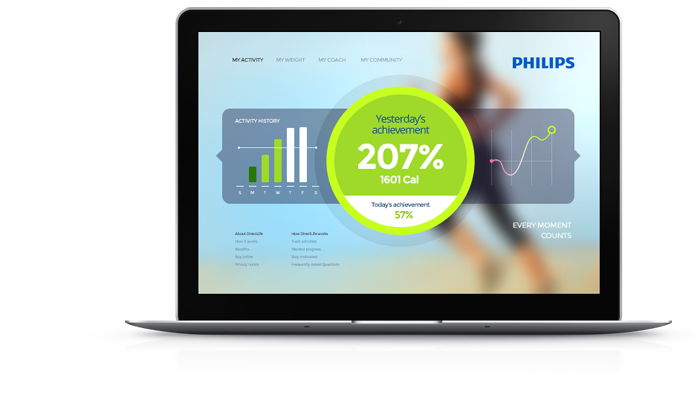 MY ACTIVITY MY WEIGHT MY COACH MY COMMUNITY
PHILIPS
ACTIVITY HISTORY
S M T W T F S
Yesterday's
achievement
207%
1601 Cal
Today's achievement
57%
EVERY MOMENT
COUNTS
About DirectLife
How it works
Benefits
Buy online
Privacy notice
How DirectLife works
Track activities
Monitor progress
Stay motivated
Frequently Asked Questions